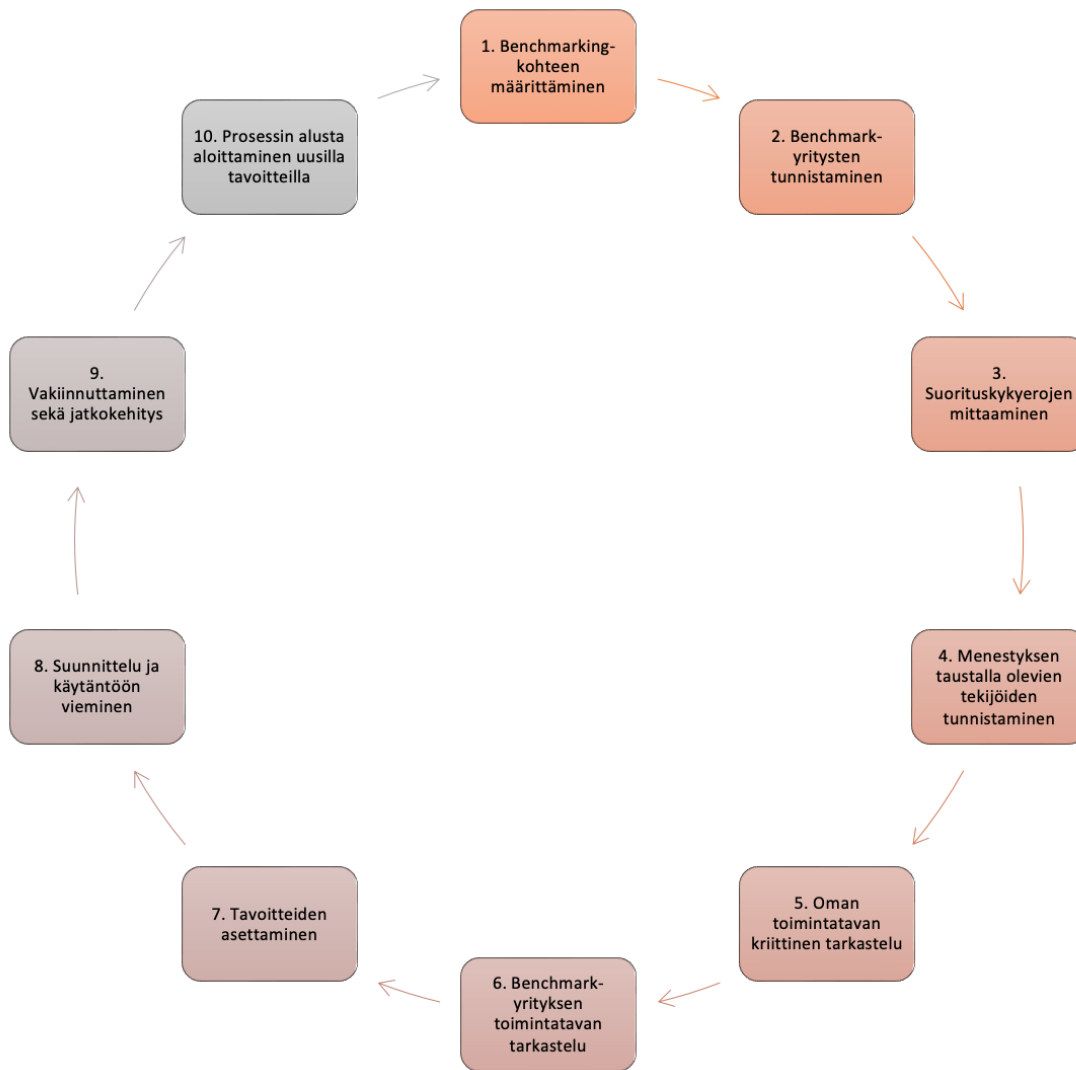 1. Benchmarking-
kohteen
määrittäminen
2. Benchmark-
yritysten
tunnistaminen
3.
Suorituskykyerojen
mittaaminen
4. Menestyksen
taustalla olevien
tekijöiden
tunnistaminen
5. Oman
toimintatavan
kriittinen tarkastelu
6. Benchmark-
yrityksen
toimintatavan
tarkastelu
7. Tavoitteiden
asettaminen
8. Suunnittelu ja
käytäntöön
vieminen
9.
Vakiinnuttaminen
sekä jatkokehitys
10. Prosessin alusta
aloittaminen uusilla
tavoitteilla